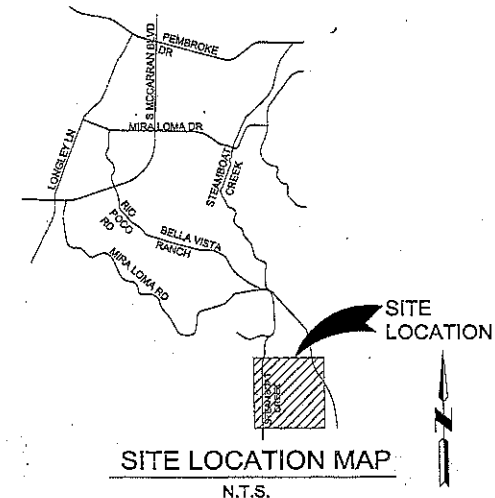 PEMBROKE
DR
S MCCARRAN BLVD
LONGLEY LN
MIRA LOMA DR
STEAMBOAT
CREEK
RIO
POCO
RD
BELLA VISTA
RANCH
MIRA LOMA RD
SITE
LOCATION
STEAMBOAT
CREEK
N
SITE LOCATION MAP
N.T.S.